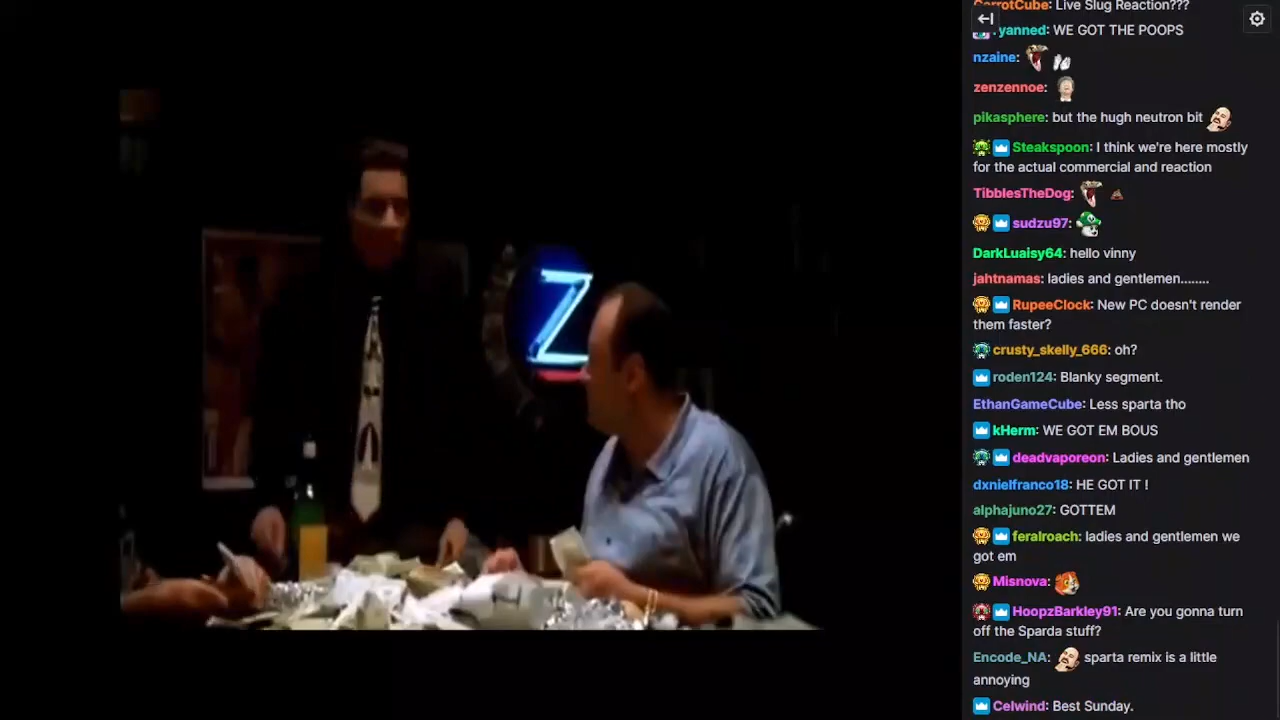 Z
CarrotCube: Live Slug Reaction???
yanned: WE GOT THE POOPS
nzaine:
zenzennoe:
pikasphere: but the hugh neutron bit
Steakspoon: I think we're here mostly
for the actual commercial and reaction
TibblesTheDog:
sudzu97:
DarkLuaisy64: hello vinny
jahtnamas: ladies and gentlemen........
RupeeClock: New PC doesn't render
them faster?
crusty_skelly_666: oh?
roden124: Blanky segment.
EthanGameCube: Less sparta tho
kHerm: WE GOT EM BOUS
deadvaporeon: Ladies and gentlemen
dxnielfranco18: HE GOT IT !
alphajuno27: GOTTEM
feralroach: ladies and gentlemen we
got em
Misnova:
HoopzBarkley91: Are you gonna turn
off the Sparda stuff?
Encode_NA: sparta remix is a little
annoying
Celwind: Best Sunday.